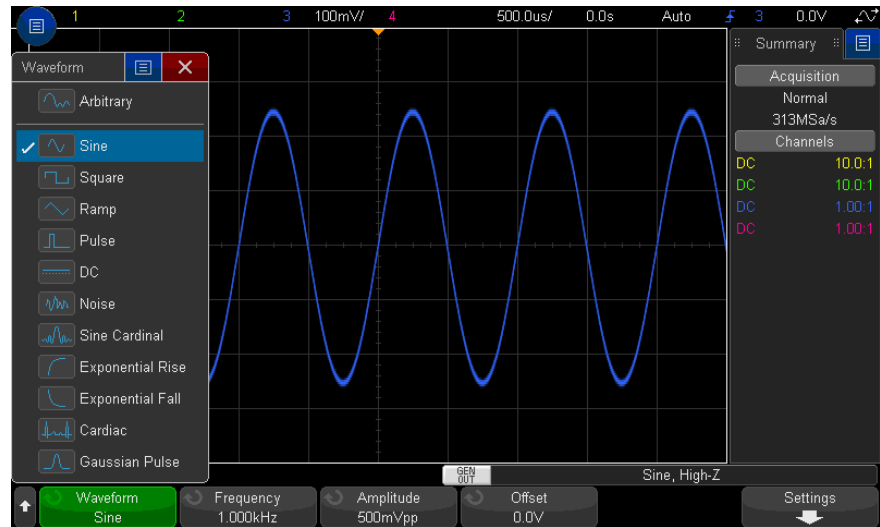 1 2 3 100mV/ 4 500.0us/ 0.0s Auto 3 0.0V
Waveform
Arbitrary
Sine
Square
Ramp
Pulse
DC
Noise
Sine Cardinal
Exponential Rise
Exponential Fall
Cardiac
Gaussian Pulse
Summary
Acquisition
Normal
313MSa/s
Channels
DC 10.0:1
DC 10.0:1
DC 1.00:1
DC 1.00:1
GEN
OUT
Sine, High-Z
Waveform
Sine
Frequency
1.000kHz
Amplitude
500mVpp
Offset
0.0V
Settings